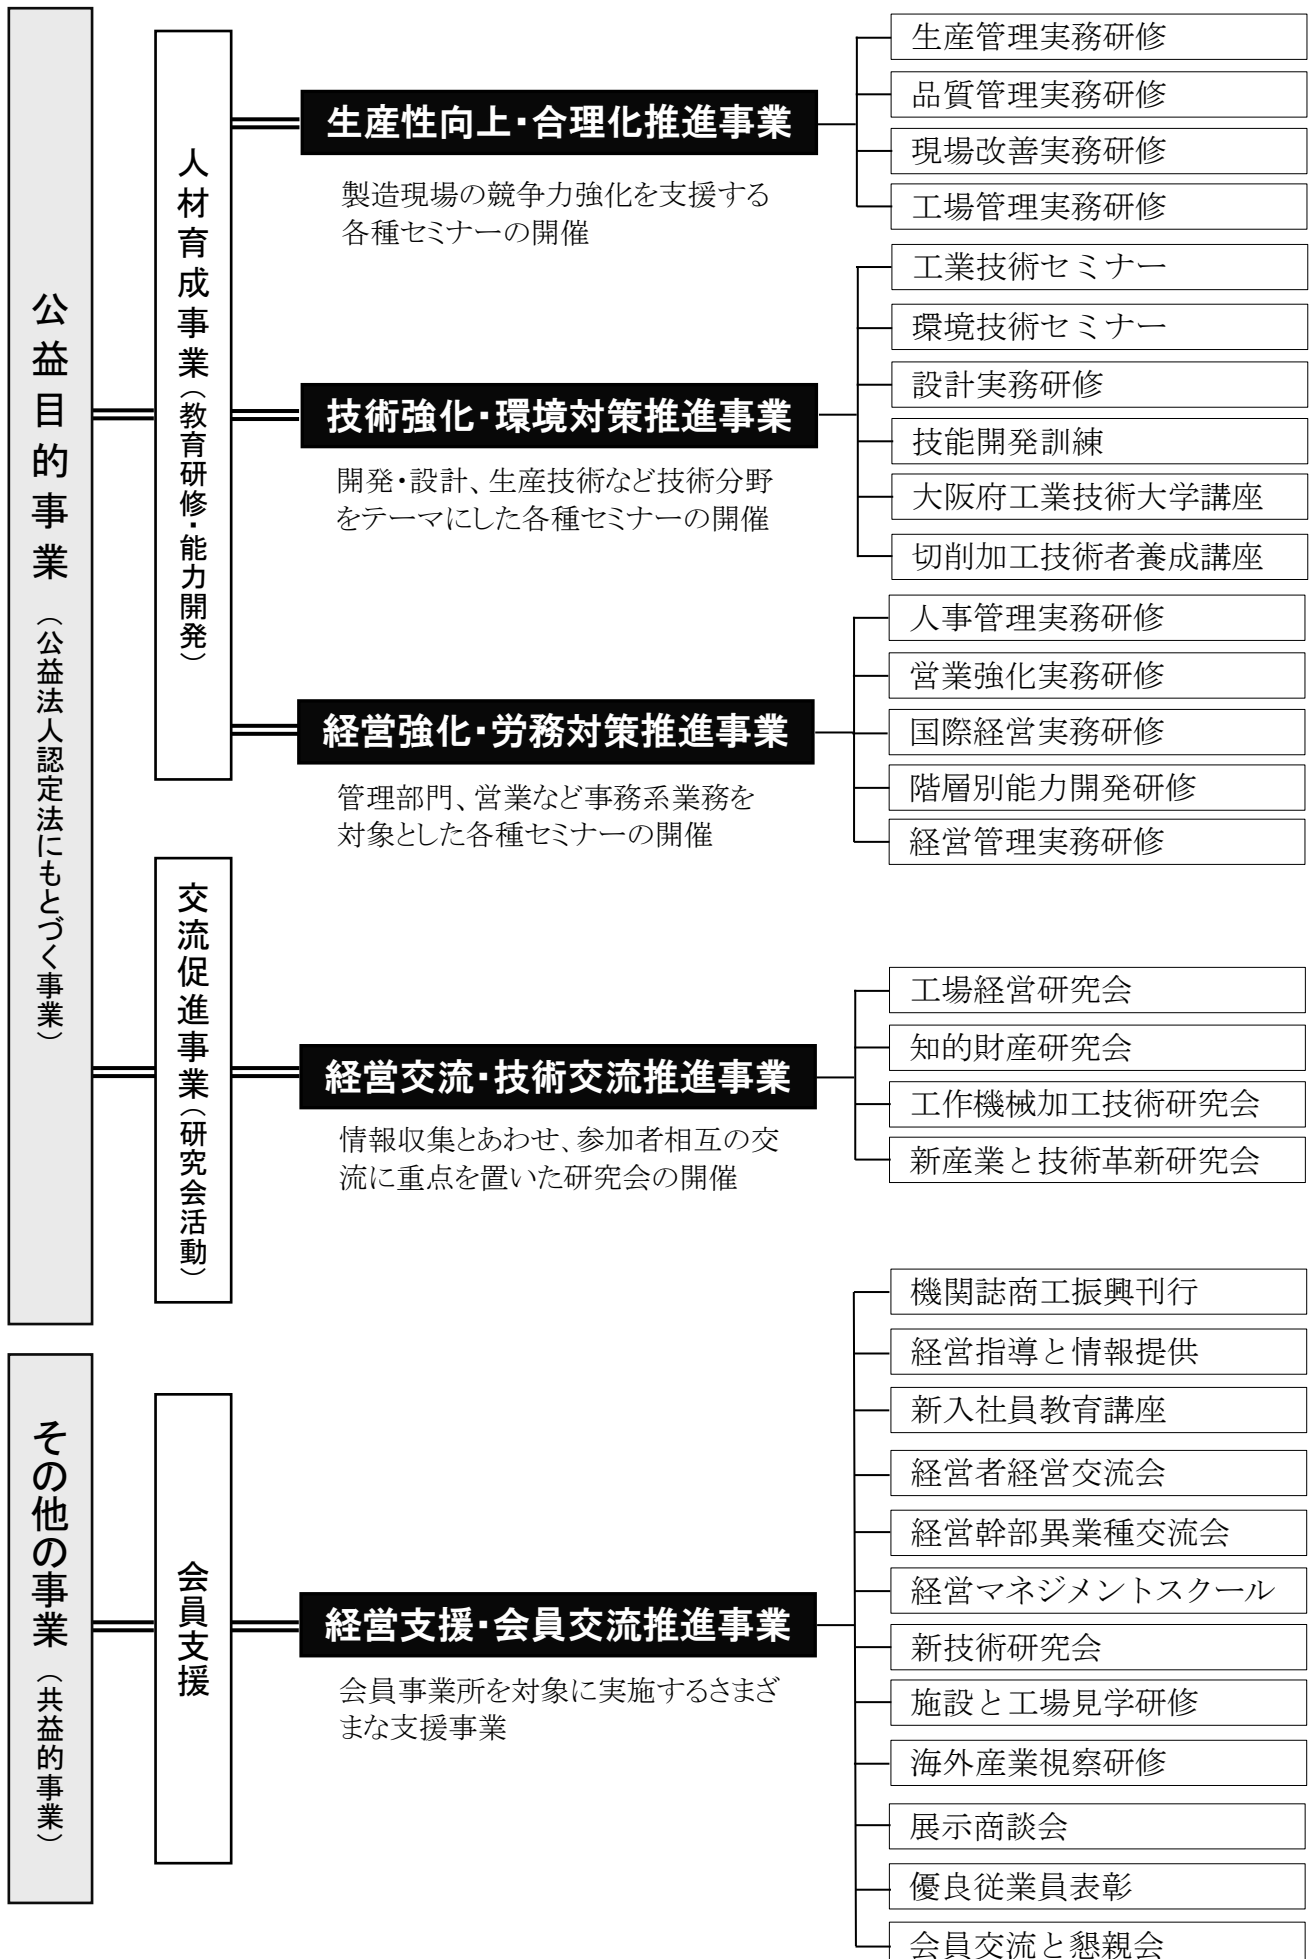 公益目的事業（公益法人認定法にもとづく事業）
人材育成事業（教育研修・能力開発）
生産性向上・合理化推進事業
製造現場の競争力強化を支援する
各種セミナーの開催
生産管理実務研修
品質管理実務研修
現場改善実務研修
工場管理実務研修
技術強化・環境対策推進事業
開発・設計、生産技術など技術分野
をテーマにした各種セミナーの開催
工業技術セミナー
環境技術セミナー
設計実務研修
技能開発訓練
大阪府工業技術大学講座
切削加工技術者養成講座
経営強化・労務対策推進事業
管理部門、営業など事務系業務を
対象とした各種セミナーの開催
人事管理実務研修
営業強化実務研修
国際経営実務研修
階層別能力開発研修
経営管理実務研修
交流促進事業（研究会活動）
経営交流・技術交流推進事業
情報収集とあわせ、参加者相互の交
流に重点を置いた研究会の開催
工場経営研究会
知的財産研究会
工作機械加工技術研究会
新産業と技術革新研究会
その他の事業（共益的事業）
会員支援
経営支援・会員交流推進事業
会員事業所を対象に実施するさまざ
まな支援事業
機関誌商工振興刊行
経営指導と情報提供
新入社員教育講座
経営者経営交流会
経営幹部異業種交流会
経営マネジメントスクール
新技術研究会
施設と工場見学研修
海外産業視察研修
展示商談会
優良従業員表彰
会員交流と懇親会